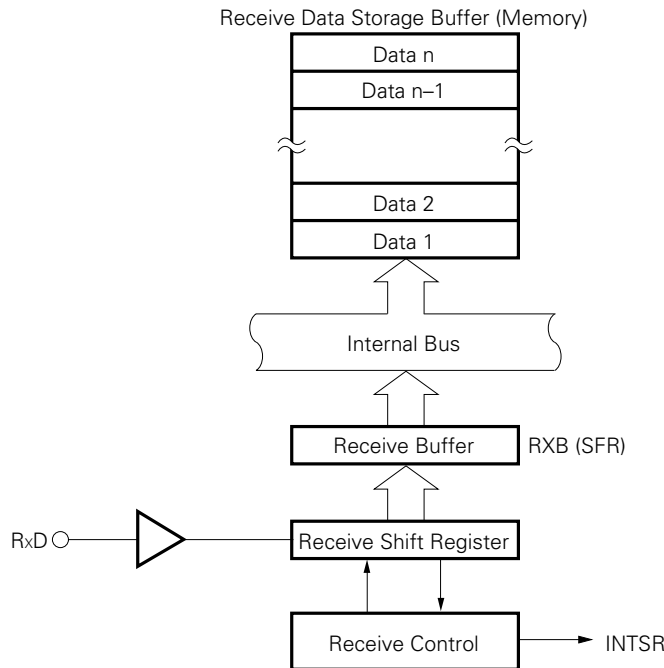 Receive Data Storage Buffer (Memory)
Data n
Data n–1
Data 2
Data 1
Internal Bus
Receive Buffer
RXB (SFR)
RxD
Receive Shift Register
Receive Control
INTSR